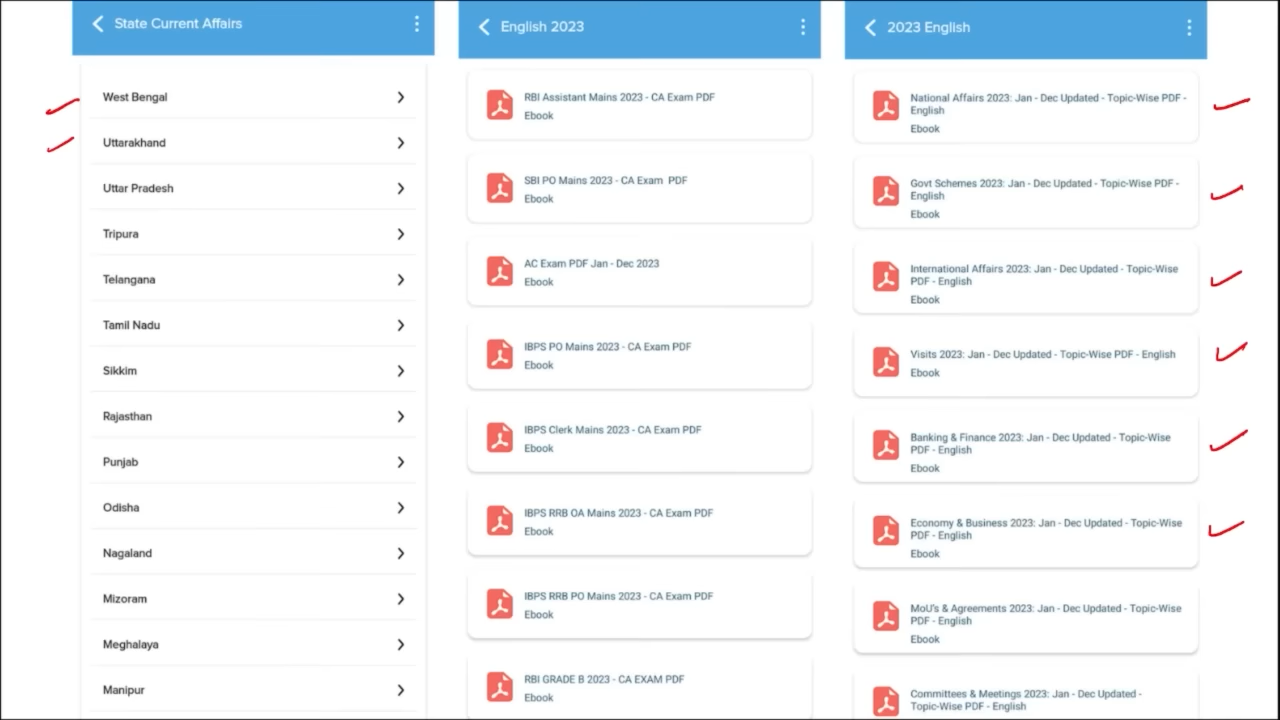 State Current Affairs
West Bengal
Uttarakhand
Uttar Pradesh
Tripura
Telangana
Tamil Nadu
Sikkim
Rajasthan
Punjab
Odisha
Nagaland
Mizoram
Meghalaya
Manipur
English 2023
RBI Assistant Mains 2023 - CA Exam PDF
Ebook
SBI PO Mains 2023 - CA Exam PDF
Ebook
AC Exam PDF Jan - Dec 2023
Ebook
IBPS PO Mains 2023 - CA Exam PDF
Ebook
IBPS Clerk Mains 2023 - CA Exam PDF
Ebook
IBPS RRB OA Mains 2023 - CA Exam PDF
Ebook
IBPS RRB PO Mains 2023 - CA Exam PDF
Ebook
RBI GRADE B 2023 - CA EXAM PDF
Ebook
2023 English
National Affairs 2023: Jan - Dec Updated - Topic-Wise PDF -
English
Ebook
Govt Schemes 2023: Jan - Dec Updated - Topic-Wise PDF -
English
Ebook
International Affairs 2023: Jan - Dec Updated - Topic-Wise
PDF - English
Ebook
Visits 2023: Jan - Dec Updated - Topic-Wise PDF - English
Ebook
Banking & Finance 2023: Jan - Dec Updated - Topic-Wise
PDF - English
Ebook
Economy & Business 2023: Jan - Dec Updated - Topic-Wise
PDF - English
Ebook
MoU's & Agreements 2023: Jan - Dec Updated - Topic-Wise
PDF - English
Ebook
Committees & Meetings 2023: Jan - Dec Updated -
Topic-Wise PDF - English